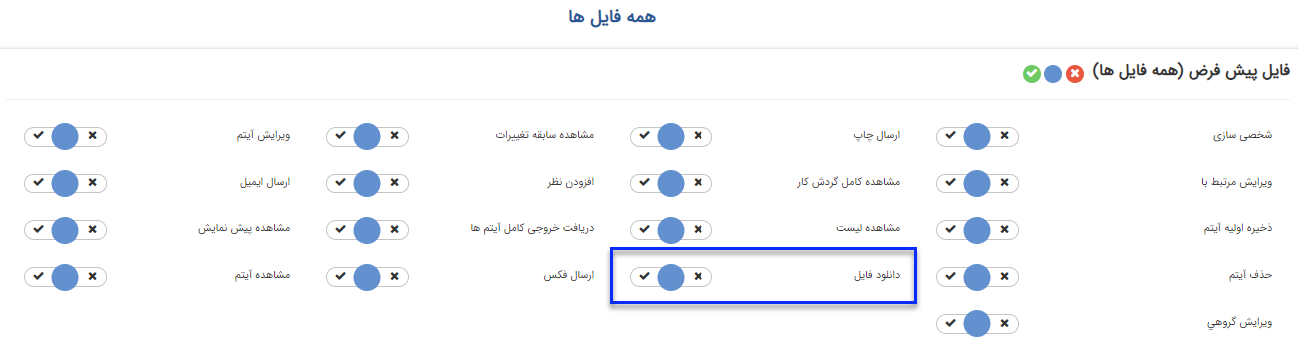 همه فایل ها
فایل پیش فرض (همه فایل ها)
شخصی سازی
ارسال چاپ
مشاهده سابقه تغییرات
ویرایش آیتم
ویرایش مرتبط با
مشاهده کامل گردش کار
افزودن نظر
ارسال ایمیل
ذخیره اولیه آیتم
مشاهده لیست
دریافت خروجی کامل آیتم ها
مشاهده پیش نمایش
حذف آیتم
دانلود فایل
ارسال فکس
مشاهده آیتم
ویرایش گروهي